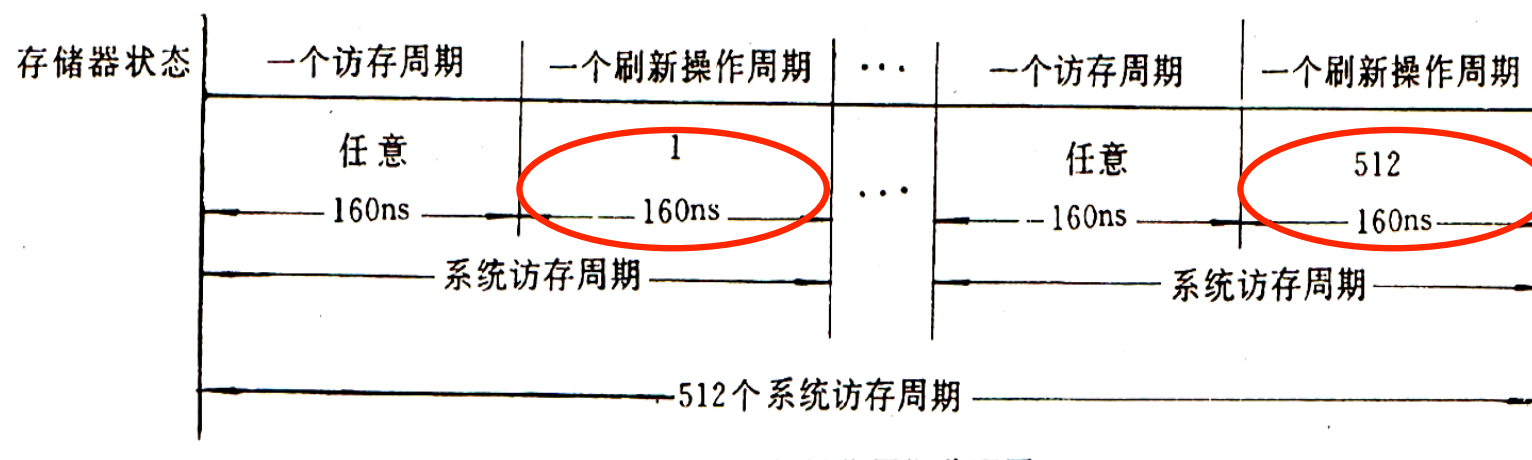 存储器状态 一个访存周期 一个刷新操作周期 ... 一个访存周期 一个刷新操作周期
任意 1 ... 任意 512
160ns 160ns 160ns 160ns
系统访存周期 系统访存周期
512个系统访存周期